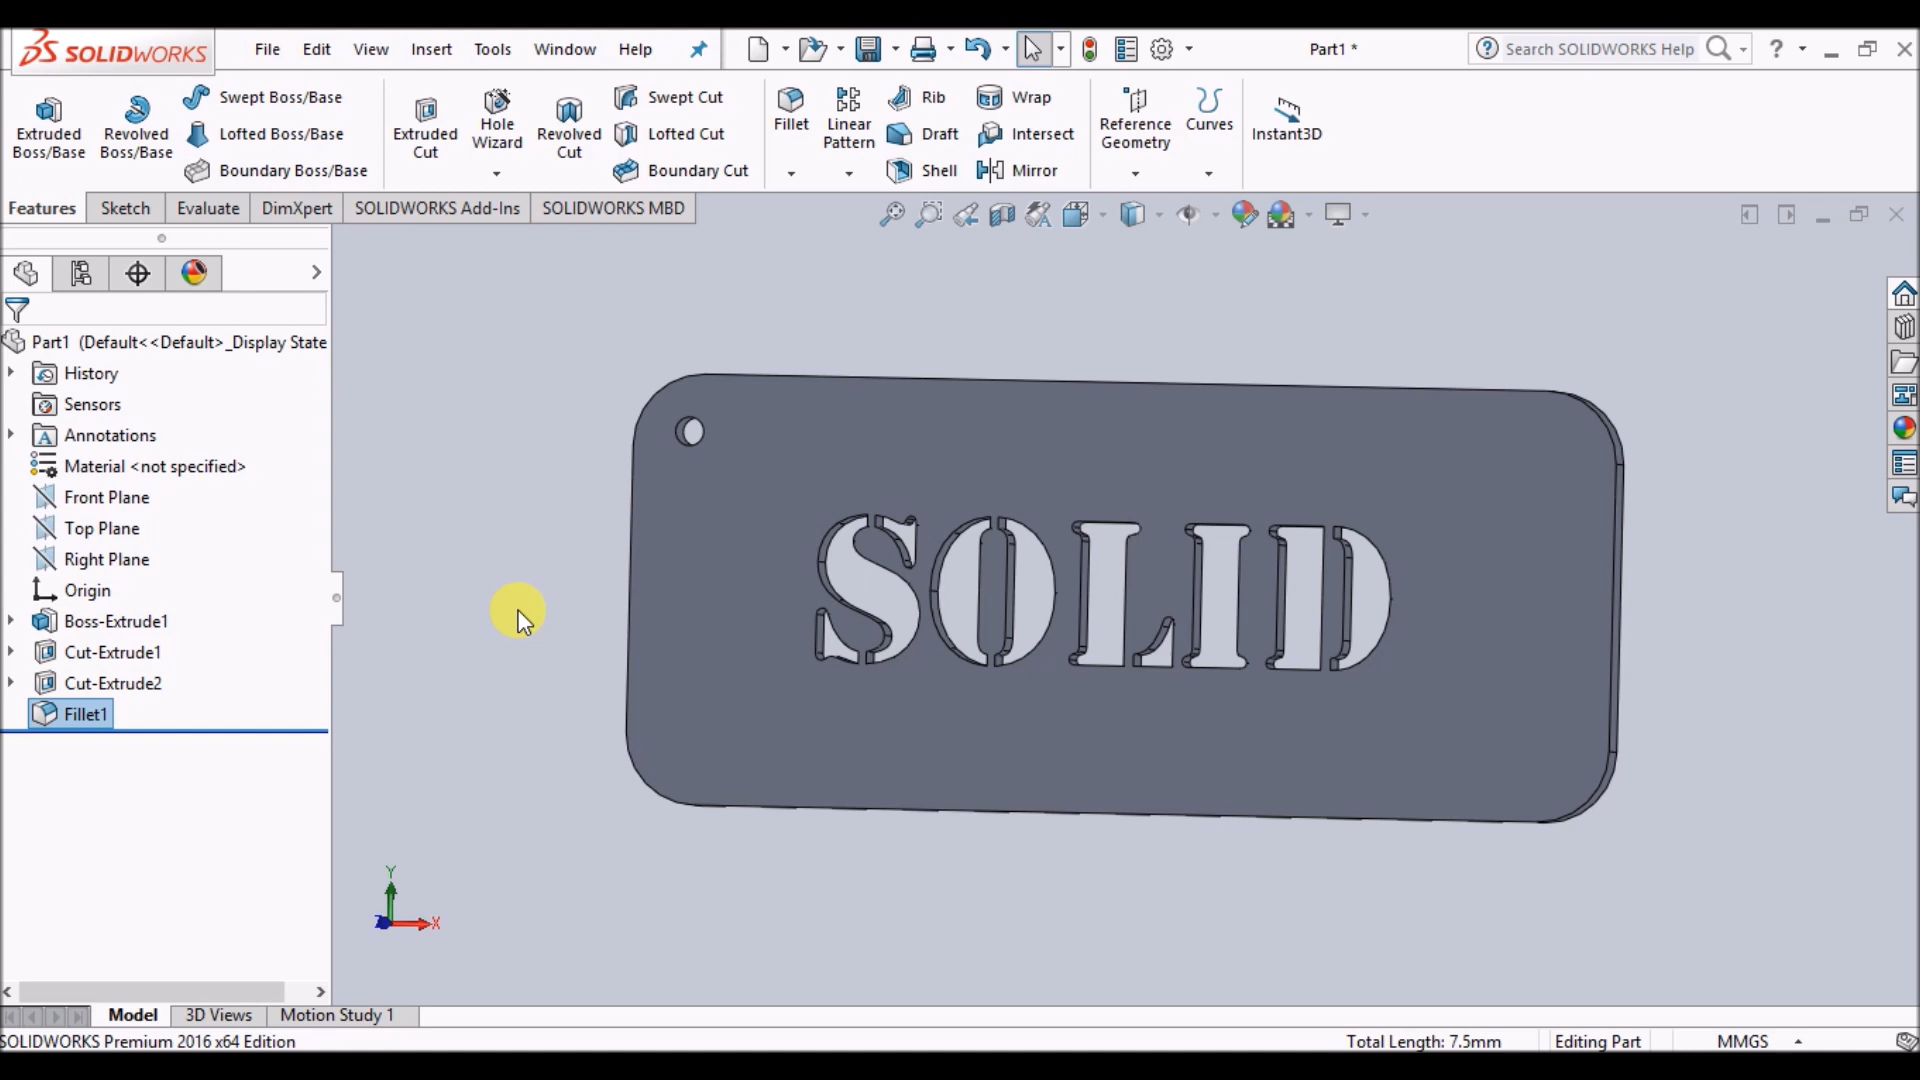 SOLIDWORKS File Edit View Insert Tools Window Help Part1 * Search SOLIDWORKS Help ?
Extruded Boss/Base
Revolved Boss/Base
Swept Boss/Base
Lofted Boss/Base
Boundary Boss/Base
Extruded Cut
Hole Wizard
Revolved Cut
Swept Cut
Lofted Cut
Boundary Cut
Fillet
Linear Pattern
Rib
Draft
Shell
Wrap
Intersect
Mirror
Reference Geometry
Curves
Instant3D
Features Sketch Evaluate DimXpert SOLIDWORKS Add-Ins SOLIDWORKS MBD
Part1 (Default<<Default>_Display State
History
Sensors
Annotations
Material <not specified>
Front Plane
Top Plane
Right Plane
Origin
Boss-Extrude1
Cut-Extrude1
Cut-Extrude2
Fillet1
SOLID
Y
X
Z
Model 3D Views Motion Study 1
SOLIDWORKS Premium 2016 x64 Edition Total Length: 7.5mm Editing Part MMGS